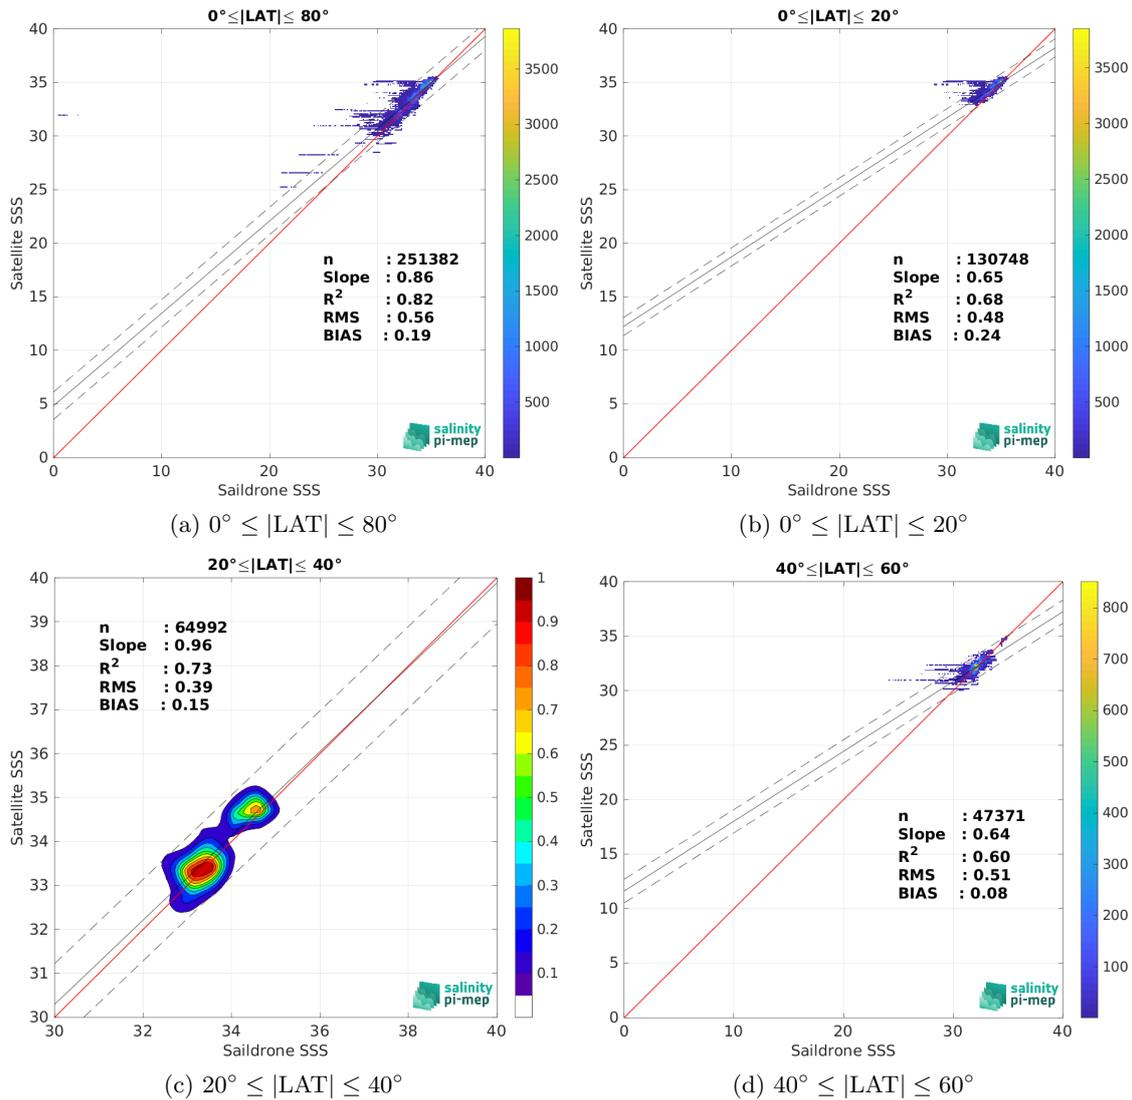 0°≤|LAT|≤ 80°
40
35
30
25
20
15
10
5
0
Satellite SSS
0
10
20
30
40
Saildrone SSS
n : 251382
Slope : 0.86
R² : 0.82
RMS : 0.56
BIAS : 0.19
salinity
pi-mep
3500
3000
2500
2000
1500
1000
500
(a) 0° ≤ |LAT| ≤ 80°
0°≤|LAT|≤ 20°
40
35
30
25
20
15
10
5
0
Satellite SSS
0
10
20
30
40
Saildrone SSS
n : 130748
Slope : 0.65
R² : 0.68
RMS : 0.48
BIAS : 0.24
salinity
pi-mep
3500
3000
2500
2000
1500
1000
500
(b) 0° ≤ |LAT| ≤ 20°
20°≤|LAT|≤ 40°
40
39
38
37
36
35
34
33
32
31
30
Satellite SSS
30
32
34
36
38
40
Saildrone SSS
n : 64992
Slope : 0.96
R² : 0.73
RMS : 0.39
BIAS : 0.15
salinity
pi-mep
1
0.9
0.8
0.7
0.6
0.5
0.4
0.3
0.2
0.1
(c) 20° ≤ |LAT| ≤ 40°
40°≤|LAT|≤ 60°
40
35
30
25
20
15
10
5
0
Satellite SSS
0
10
20
30
40
Saildrone SSS
n : 47371
Slope : 0.64
R² : 0.60
RMS : 0.51
BIAS : 0.08
salinity
pi-mep
800
700
600
500
400
300
200
100
(d) 40° ≤ |LAT| ≤ 60°